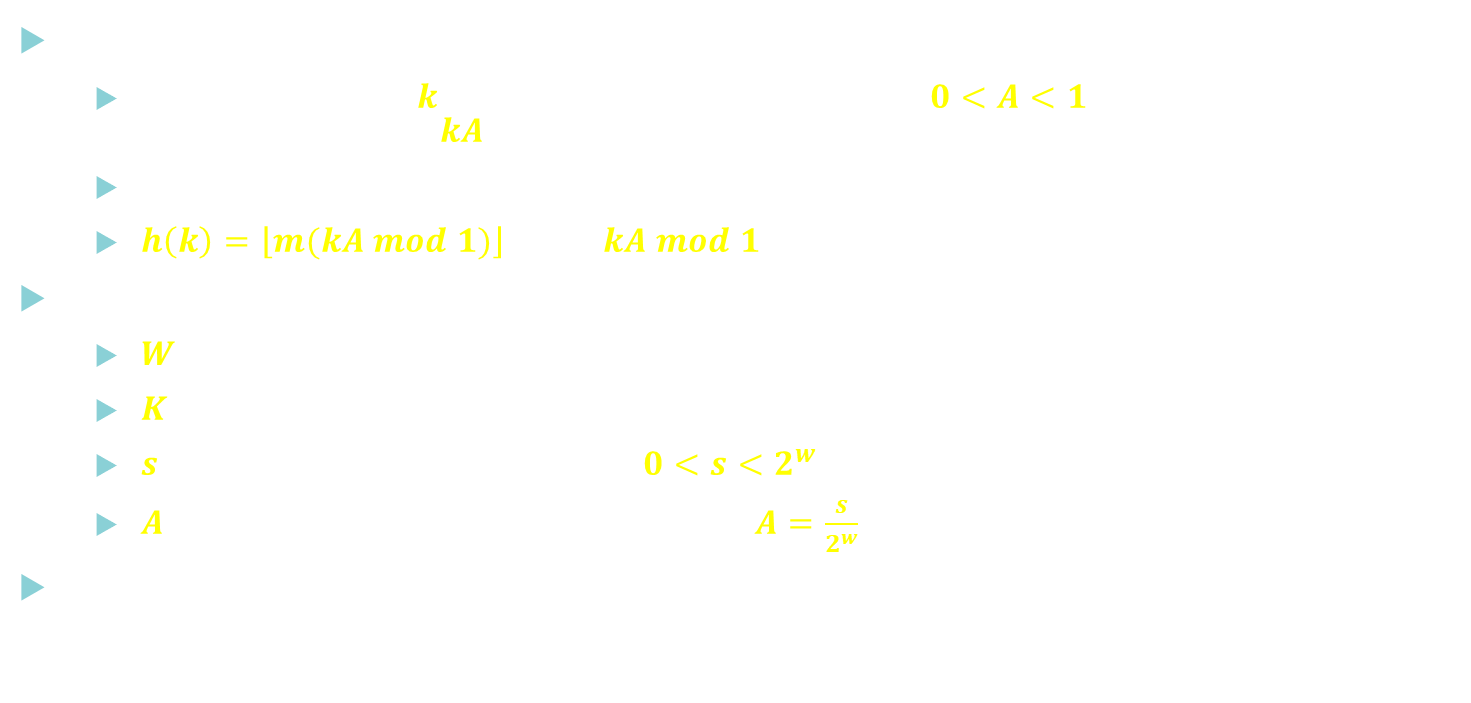 k 0 < A < 1
kA
h(k) = ⌊m(kA mod 1)⌋ kA mod 1
W
K
s 0 < s < 2^w
A A = s/2^w